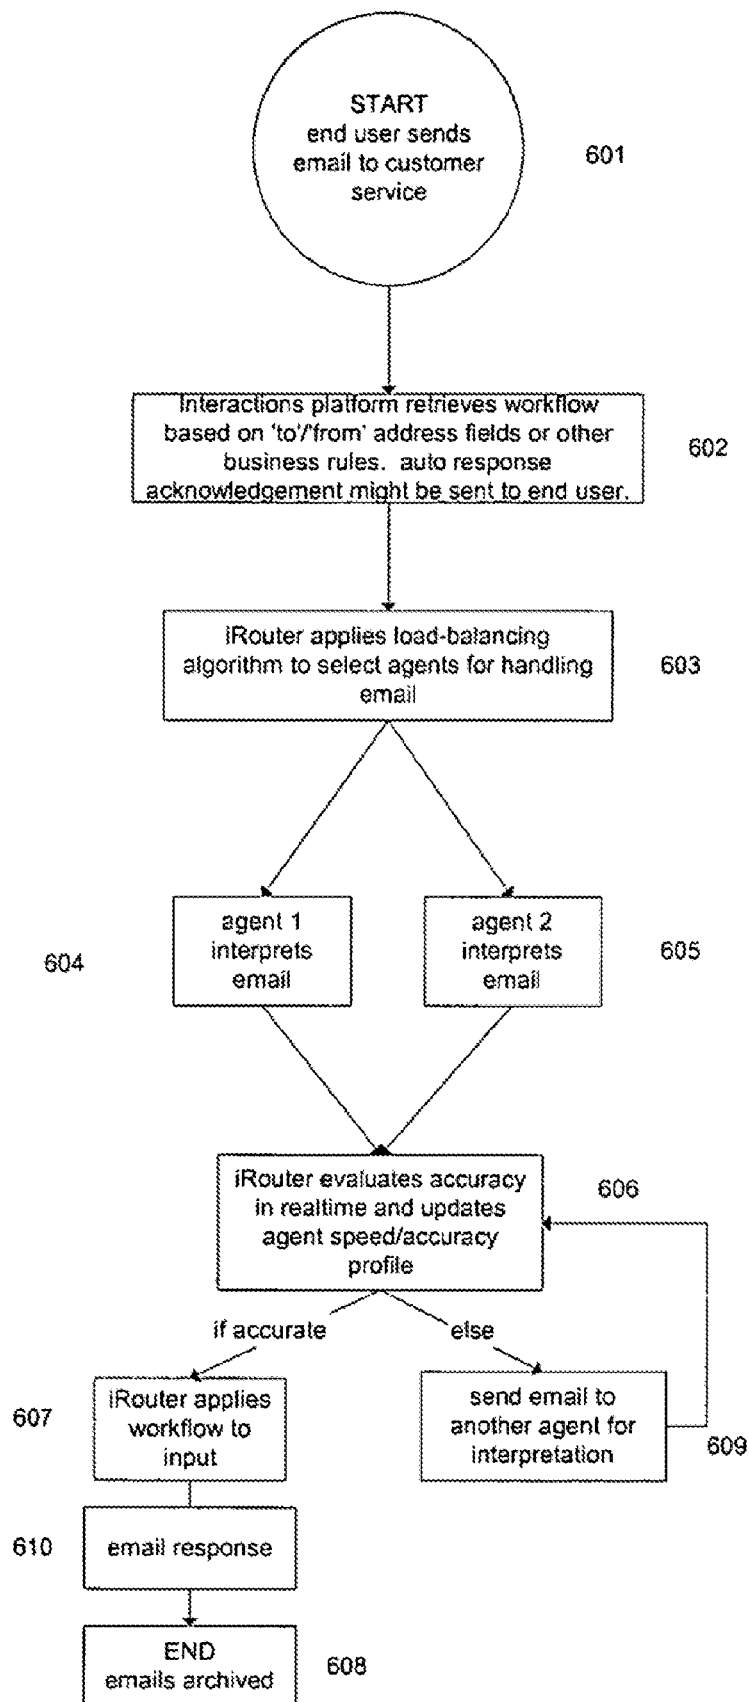 START
end user sends
email to customer
service
601
Interactions platform retrieves workflow
based on 'to'/'from' address fields or other
business rules. auto response
acknowledgement might be sent to end user.
602
iRouter applies load-balancing
algorithm to select agents for handling
email
603
604
agent 1
interprets
email
agent 2
interprets
email
605
iRouter evaluates accuracy
in realtime and updates
agent speed/accuracy
profile
606
if accurate
else
607
iRouter applies
workflow to
input
send email to
another agent for
interpretation
609
610
email response
END
emails archived
608